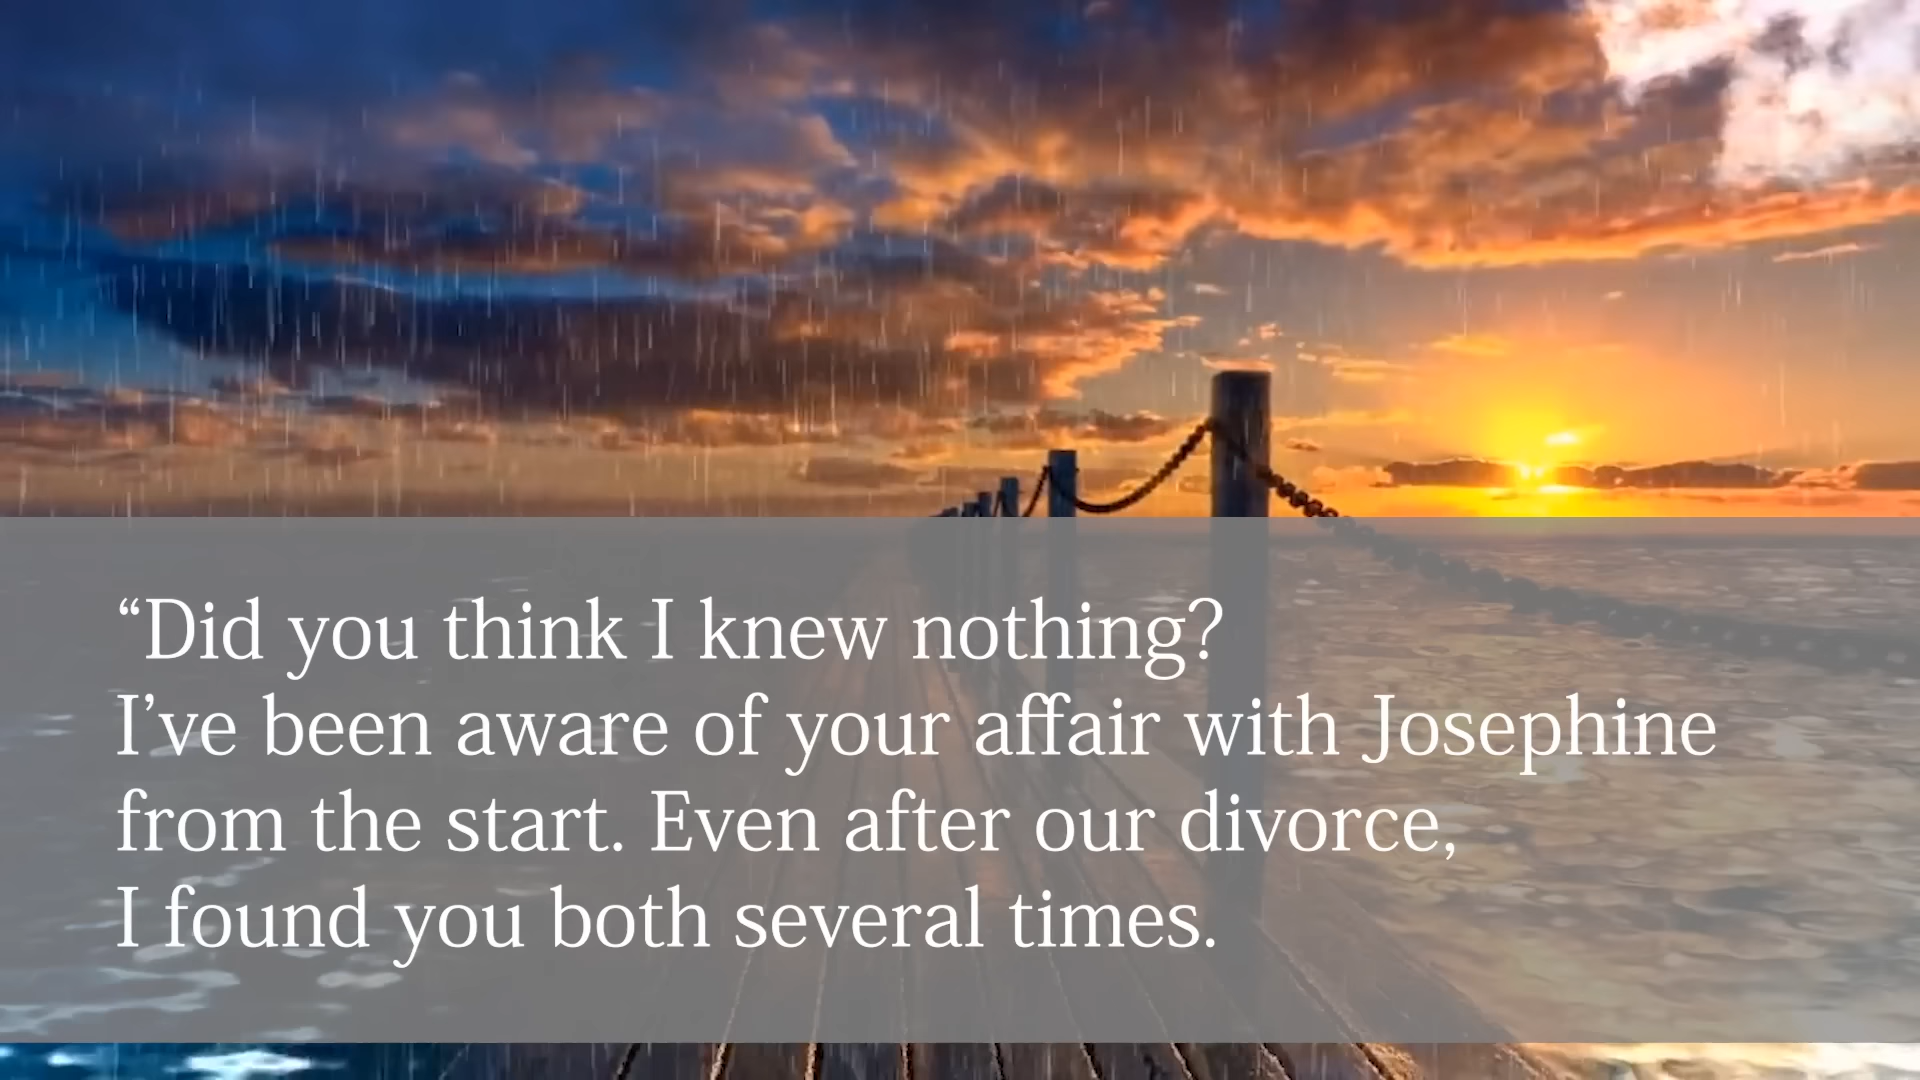 “Did you think I knew nothing?
I’ve been aware of your affair with Josephine
from the start. Even after our divorce,
I found you both several times.